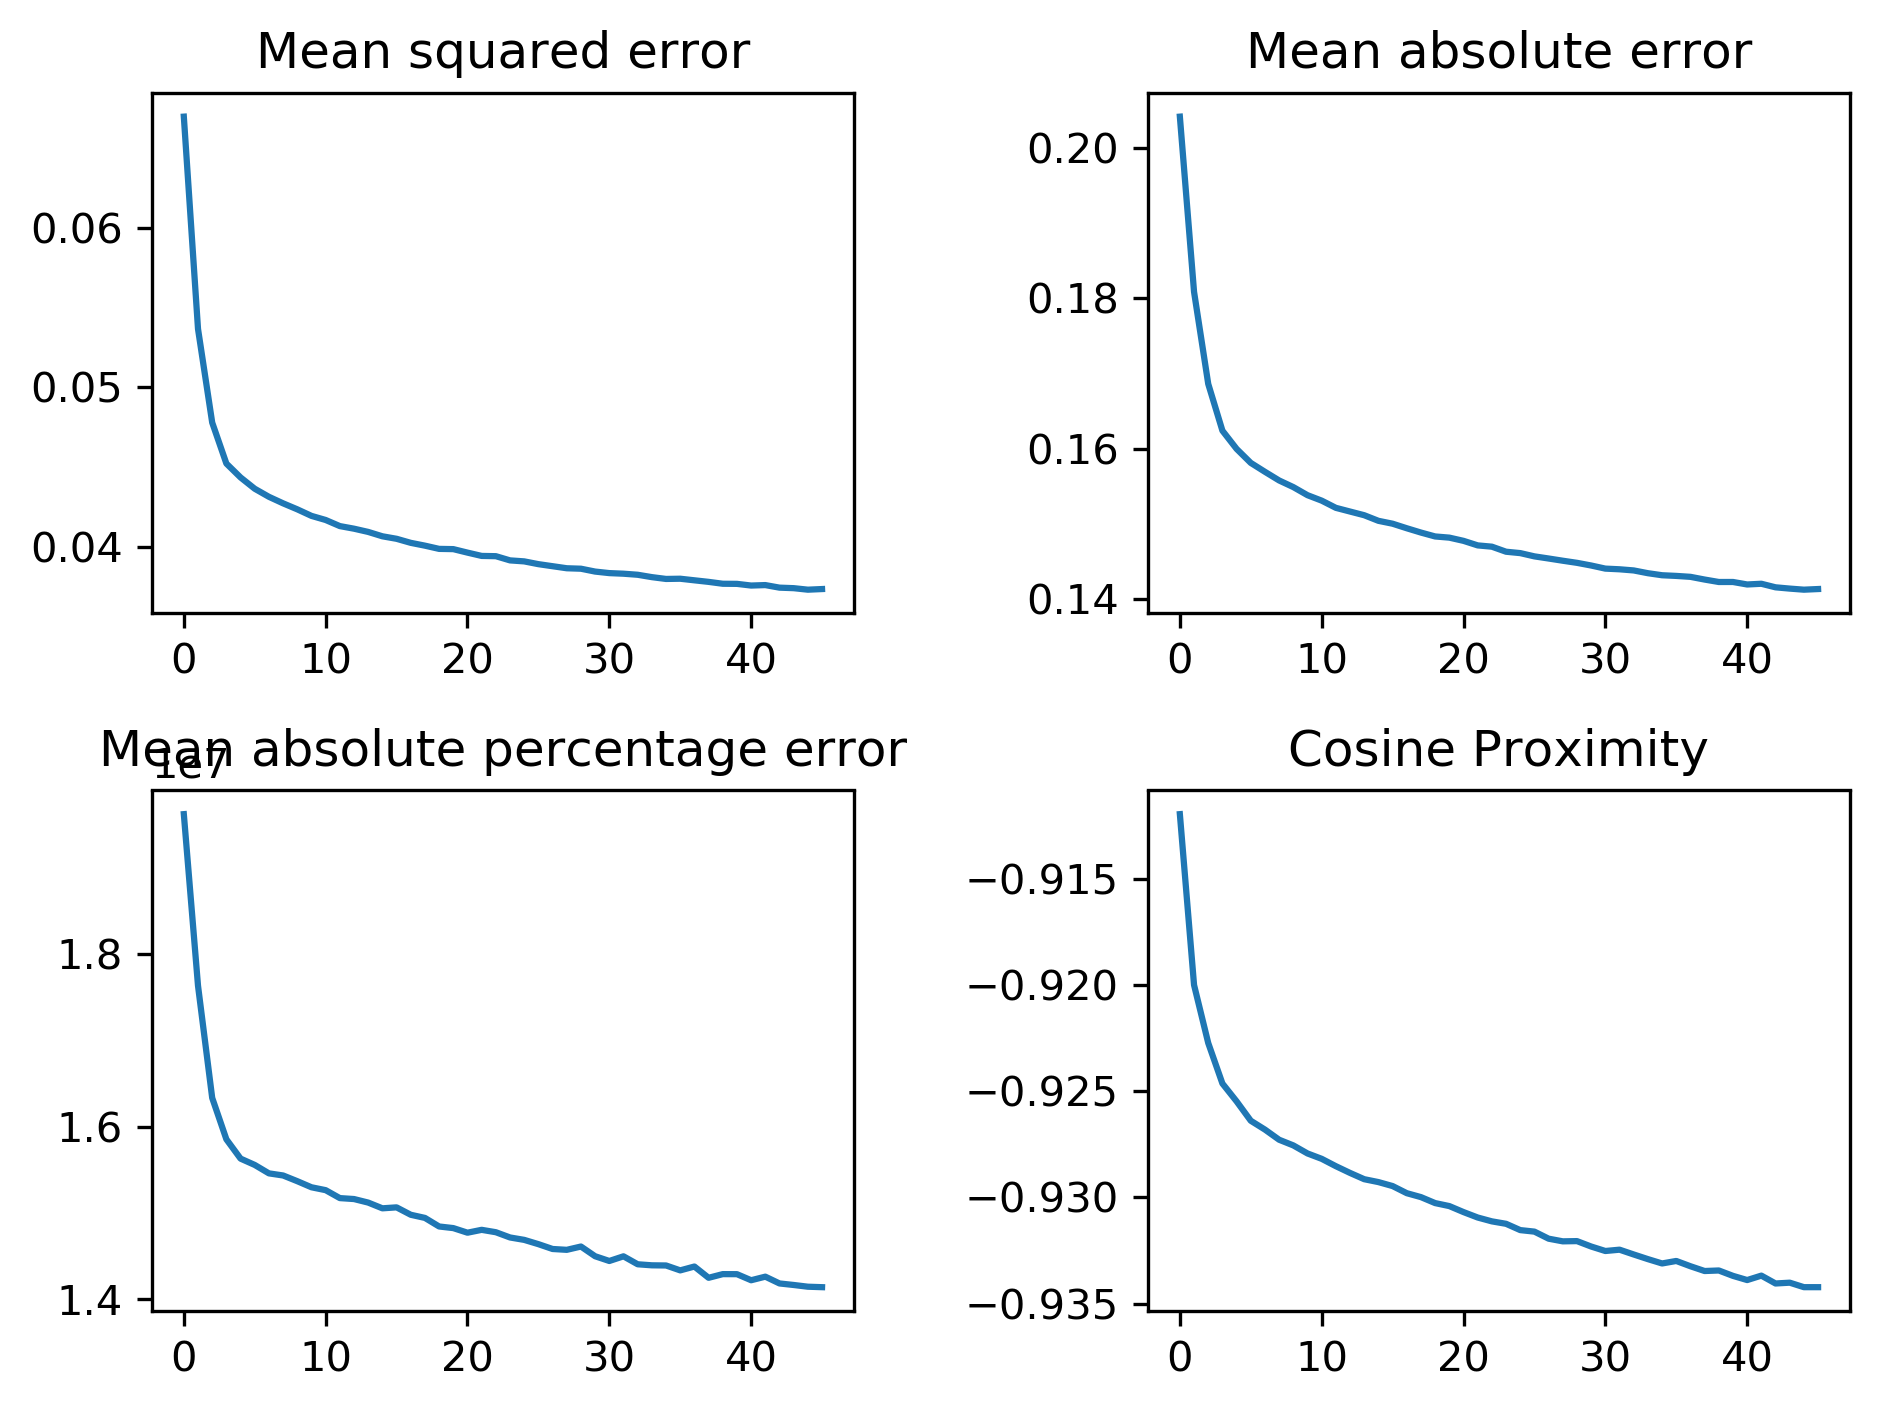 Mean squared error
0.06
0.05
0.04
0 10 20 30 40
Mean absolute error
0.20
0.18
0.16
0.14
0 10 20 30 40
Mean absolute percentage error
1e7
1.8
1.6
1.4
0 10 20 30 40
Cosine Proximity
−0.915
−0.920
−0.925
−0.930
−0.935
0 10 20 30 40